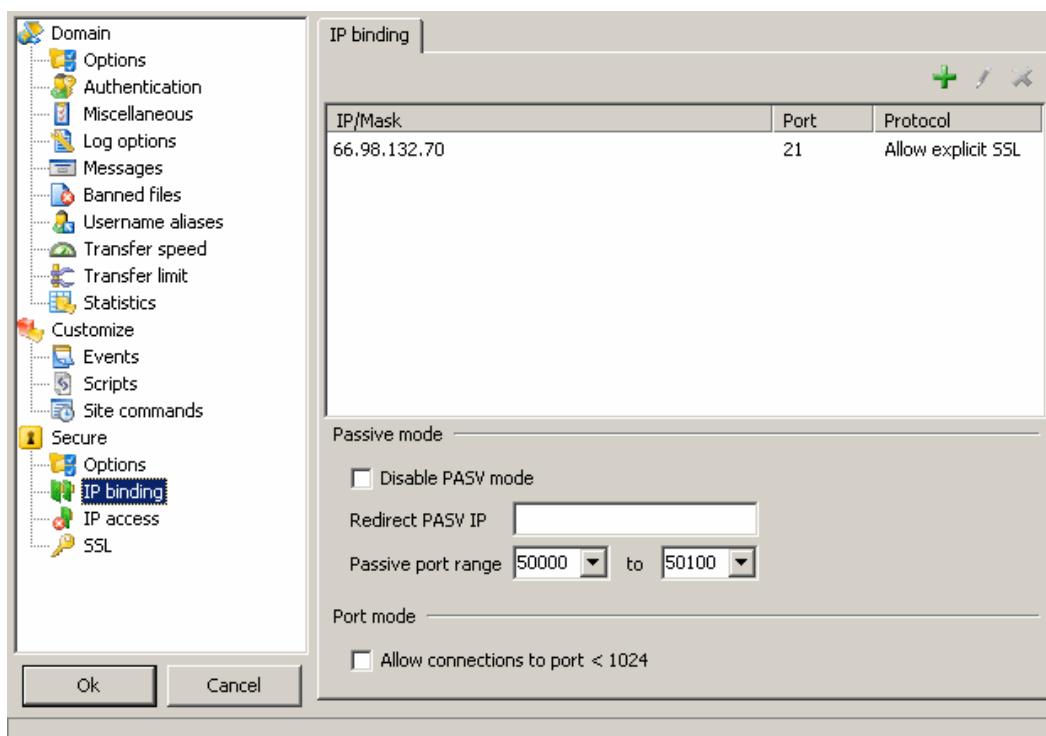 Domain
Options
Authentication
Miscellaneous
Log options
Messages
Banned files
Username aliases
Transfer speed
Transfer limit
Statistics
Customize
Events
Scripts
Site commands
Secure
Options
IP binding
IP access
SSL
Ok Cancel
IP binding
IP/Mask Port Protocol
66.98.132.70 21 Allow explicit SSL
Passive mode
Disable PASV mode
Redirect PASV IP
Passive port range 50000 to 50100
Port mode
Allow connections to port < 1024